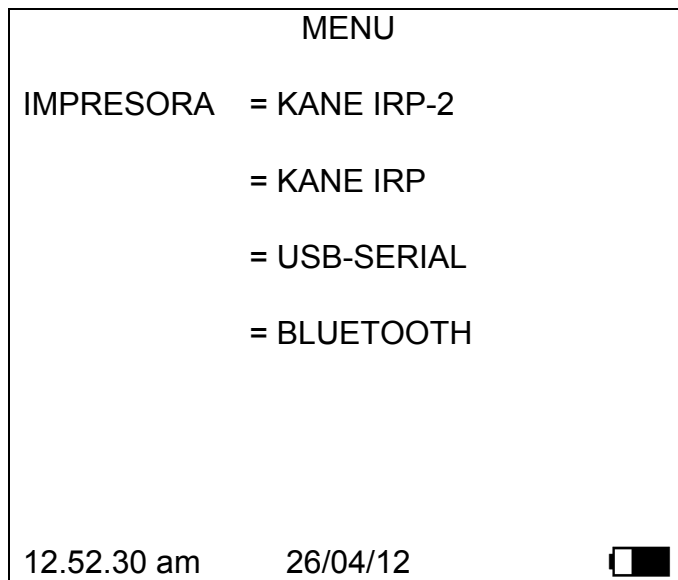 MENU
IMPRESORA = KANE IRP-2
= KANE IRP
= USB-SERIAL
= BLUETOOTH
12.52.30 am 26/04/12